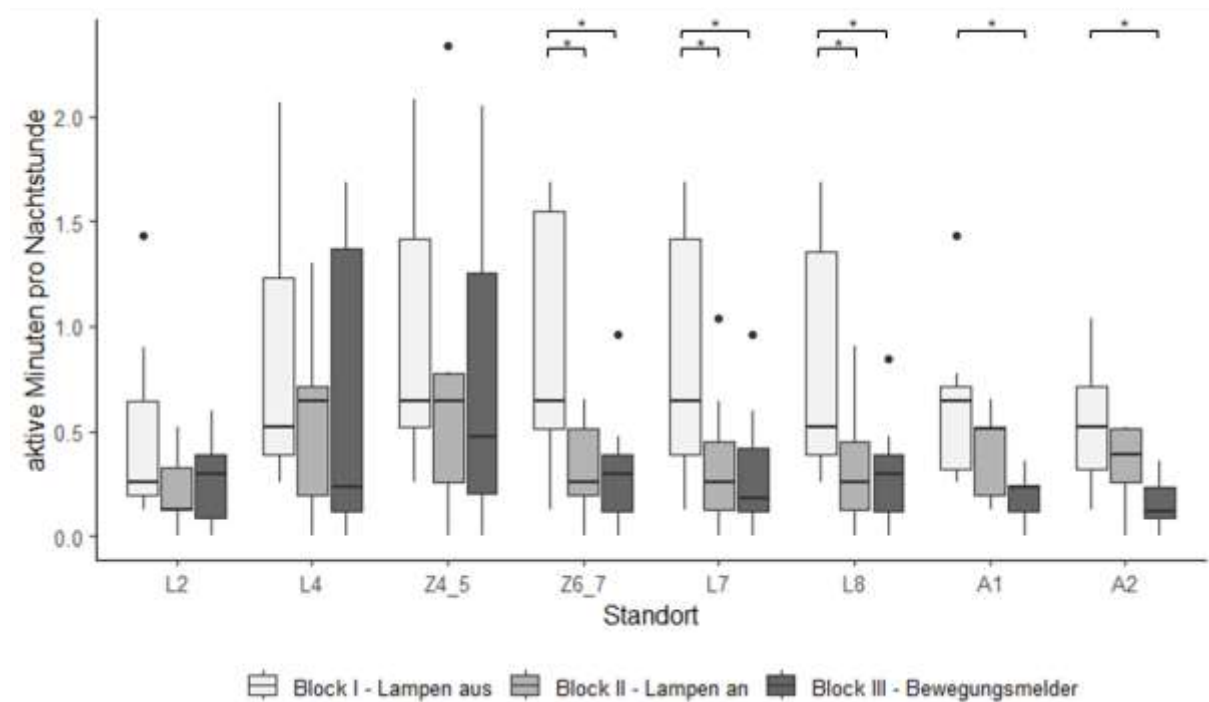 * * * * *
* * *
aktive Minuten pro Nachtstunde
2.0
1.5
1.0
0.5
0.0
L2 L4 Z4_5 Z6_7 L7 L8 A1 A2
Standort
Block I - Lampen aus Block II - Lampen an Block III - Bewegungsmelder